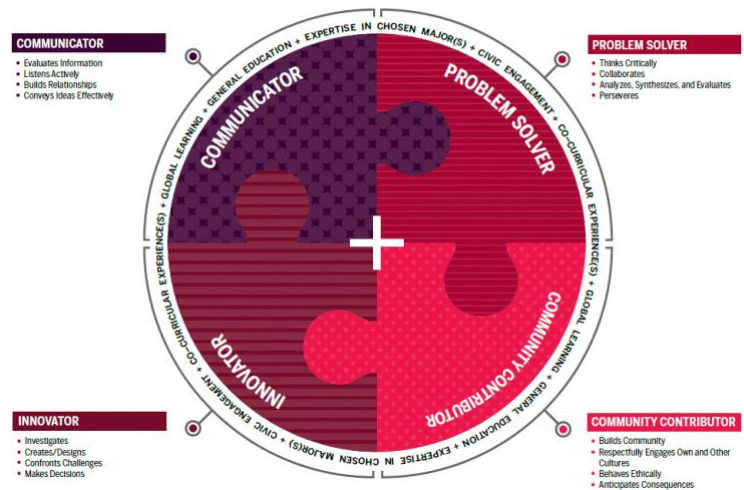 COMMUNICATOR
• Evaluates Information
• Listens Actively
• Builds Relationships
• Conveys Ideas Effectively
PROBLEM SOLVER
• Thinks Critically
• Collaborates
• Analyzes, Synthesizes, and Evaluates
• Perseveres
CO-CURRICULAR EXPERIENCE(S) + GLOBAL LEARNING + GENERAL EDUCATION + EXPERTISE IN CHOSEN MAJOR(S) + CIVIC ENGAGEMENT + CO-CURRICULAR EXPERIENCE(S) + GLOBAL LEARNING + GENERAL EDUCATION + EXPERTISE IN CHOSEN MAJOR(S) + CIVIC ENGAGEMENT +
COMMUNICATOR
PROBLEM SOLVER
INNOVATOR
COMMUNITY CONTRIBUTOR
INNOVATOR
• Investigates
• Creates/Designs
• Confronts Challenges
• Makes Decisions
COMMUNITY CONTRIBUTOR
• Builds Community
• Respectfully Engages Own and Other
Cultures
• Behaves Ethically
• Anticipates Consequences